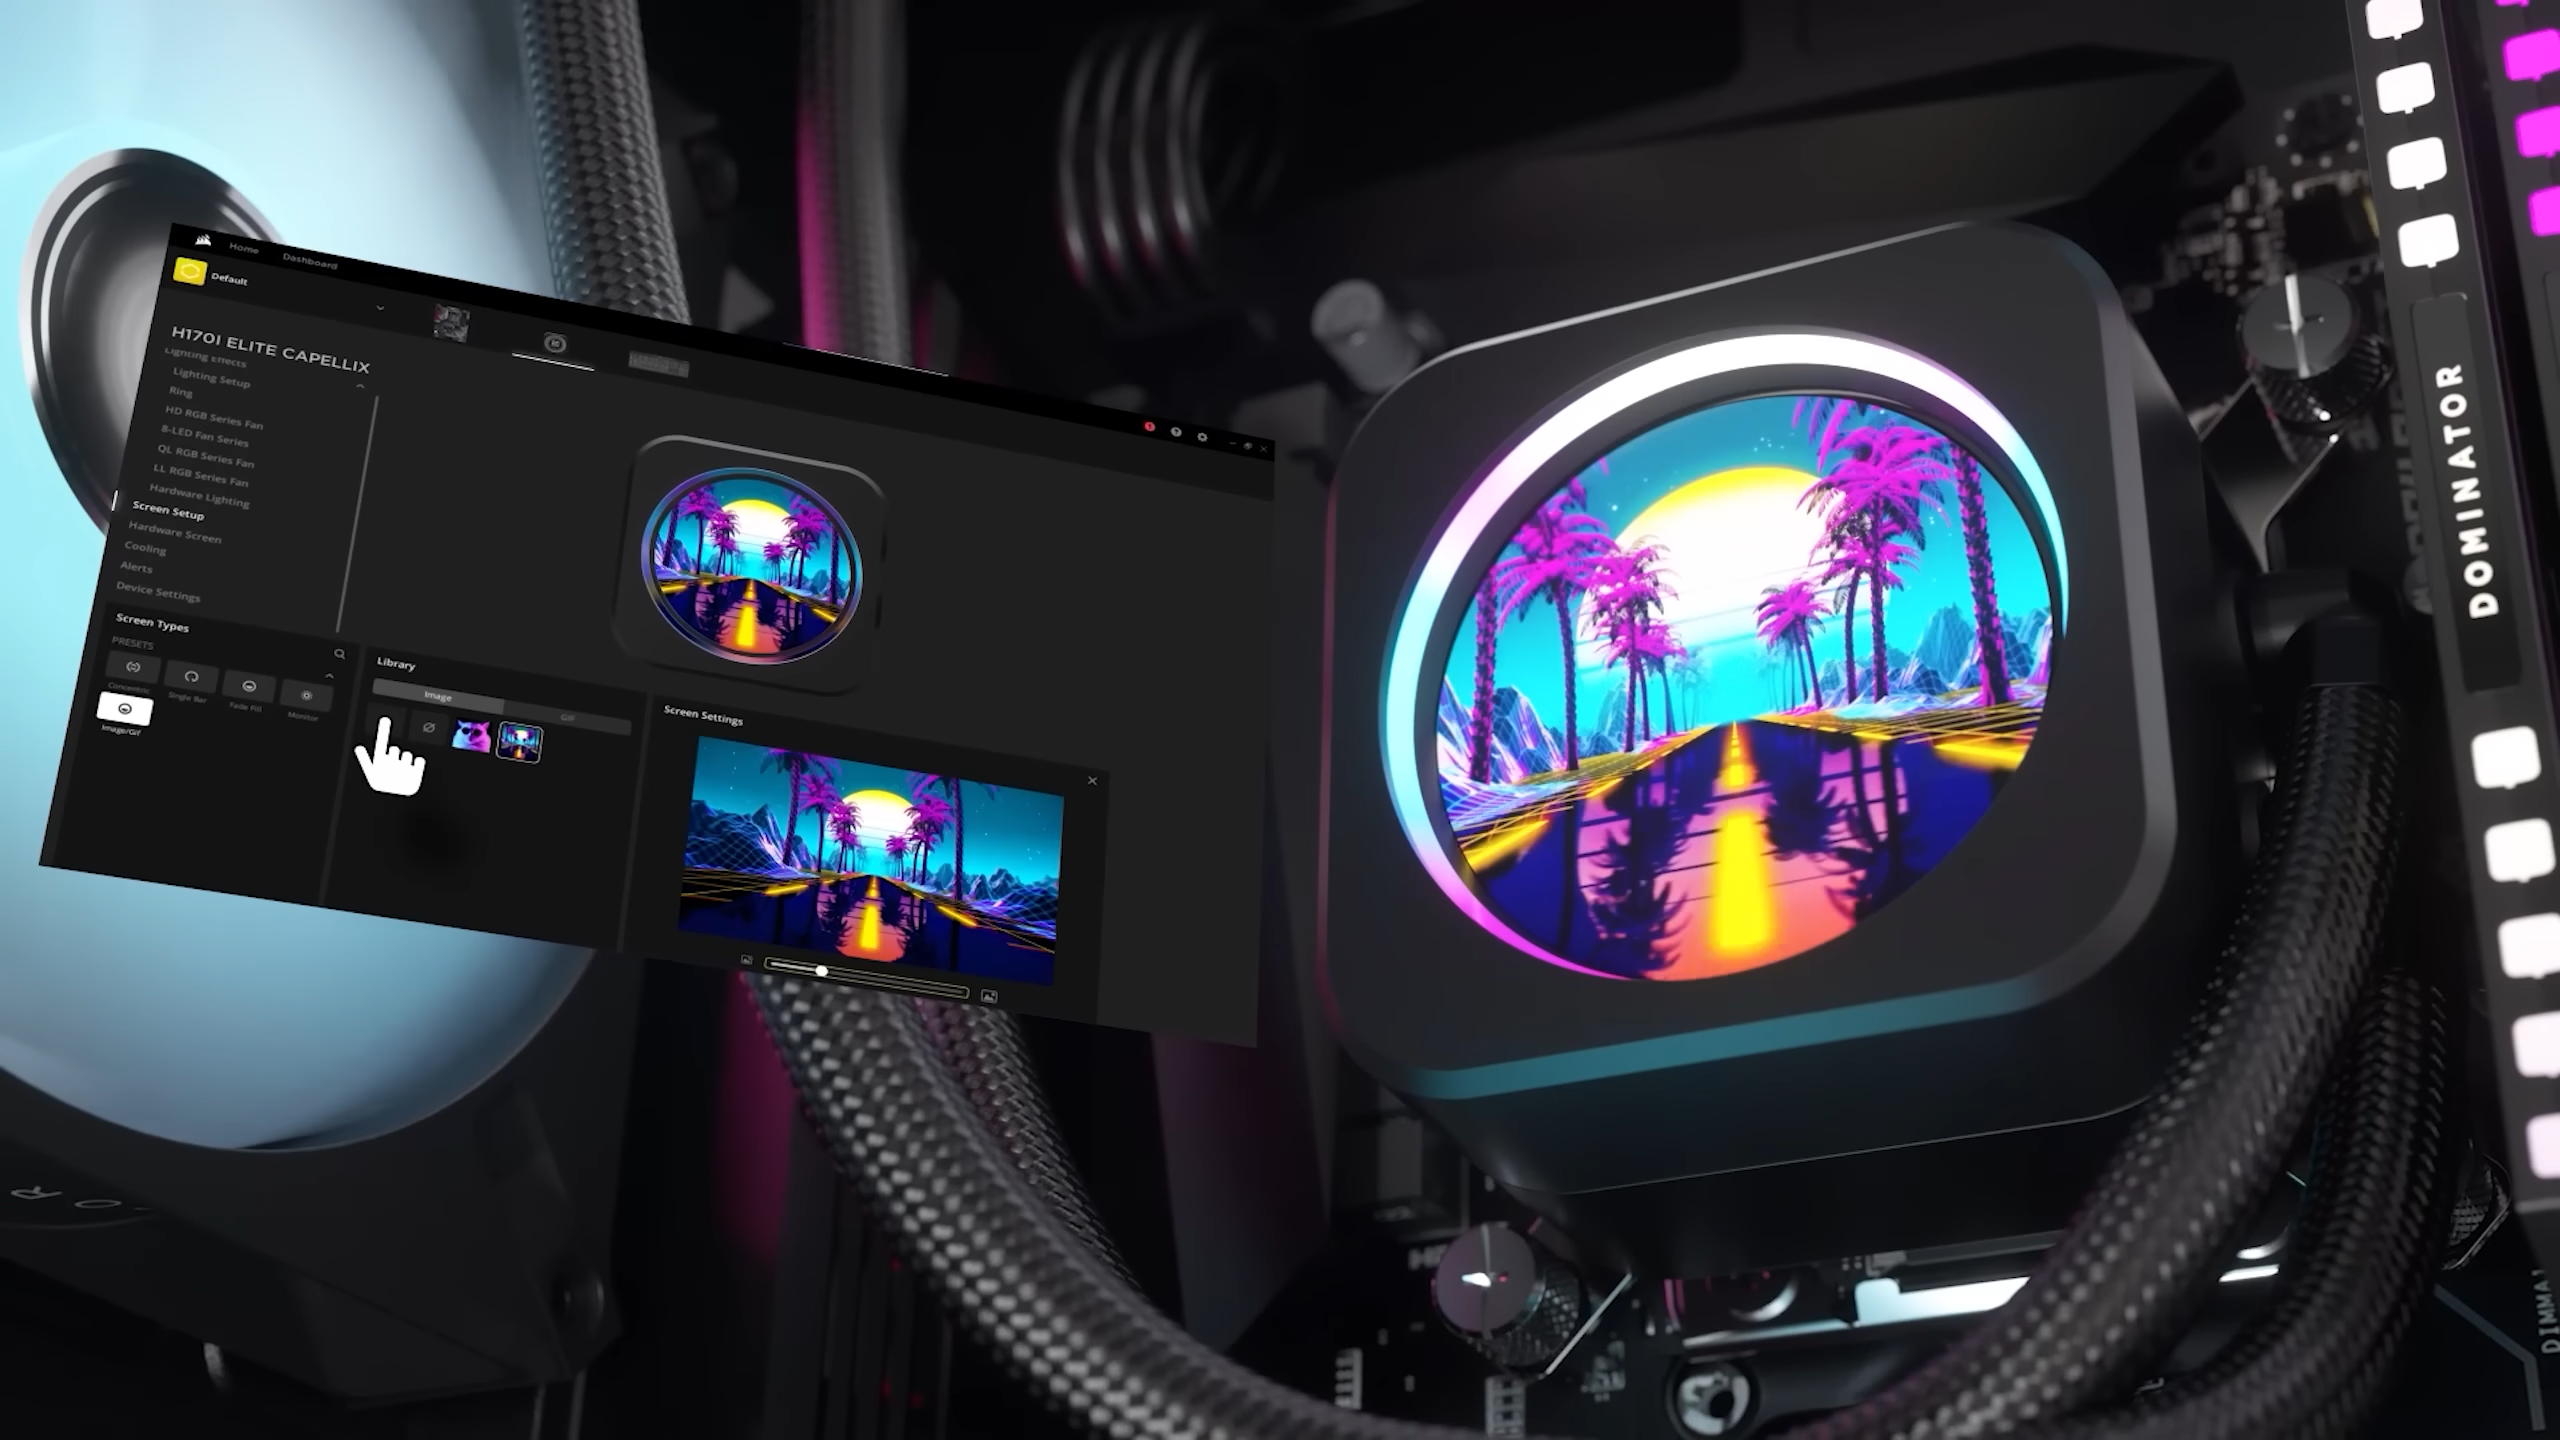 Home
Dashboard
Default
H170I ELITE CAPELLIX
Lighting Effects
Lighting Setup
Ring
HD RGB Series Fan
8-LED Fan Series
QL RGB Series Fan
LL RGB Series Fan
Hardware Lighting
Screen Setup
Hardware Screen
Cooling
Alerts
Device Settings
Screen Types
PRESETS
Concentric
Single Bar
Fade Fill
Monitor
Image/Gif
Library
Image
GIF
Screen Settings
DOMINATOR